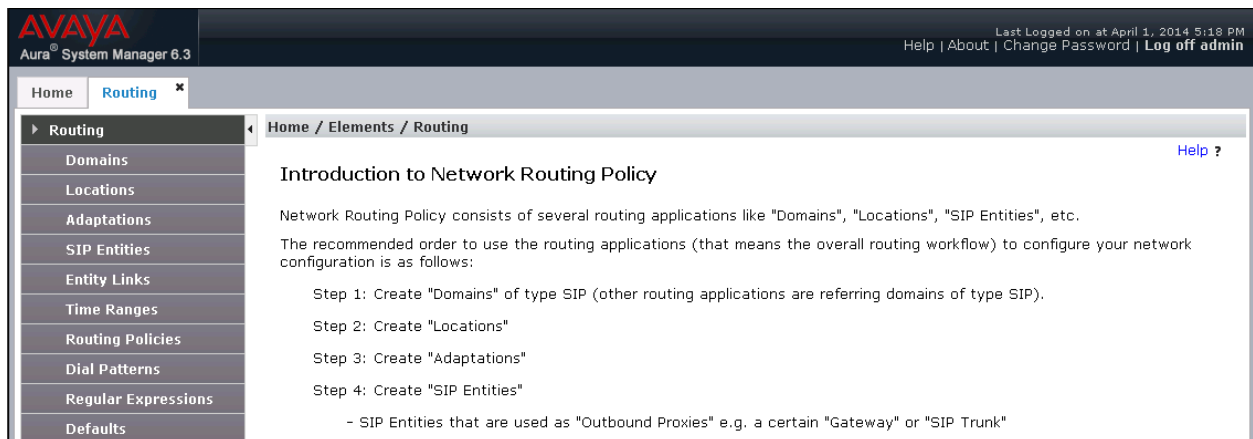 AVAYA
Aura® System Manager 6.3
Last Logged on at April 1, 2014 5:18 PM
Help | About | Change Password | Log off admin
Home
Routing ×
Routing
Domains
Locations
Adaptations
SIP Entities
Entity Links
Time Ranges
Routing Policies
Dial Patterns
Regular Expressions
Defaults
Home / Elements / Routing
Help ?
Introduction to Network Routing Policy
Network Routing Policy consists of several routing applications like "Domains", "Locations", "SIP Entities", etc.
The recommended order to use the routing applications (that means the overall routing workflow) to configure your network
configuration is as follows:
Step 1: Create "Domains" of type SIP (other routing applications are referring domains of type SIP).
Step 2: Create "Locations"
Step 3: Create "Adaptations"
Step 4: Create "SIP Entities"
- SIP Entities that are used as "Outbound Proxies" e.g. a certain "Gateway" or "SIP Trunk"